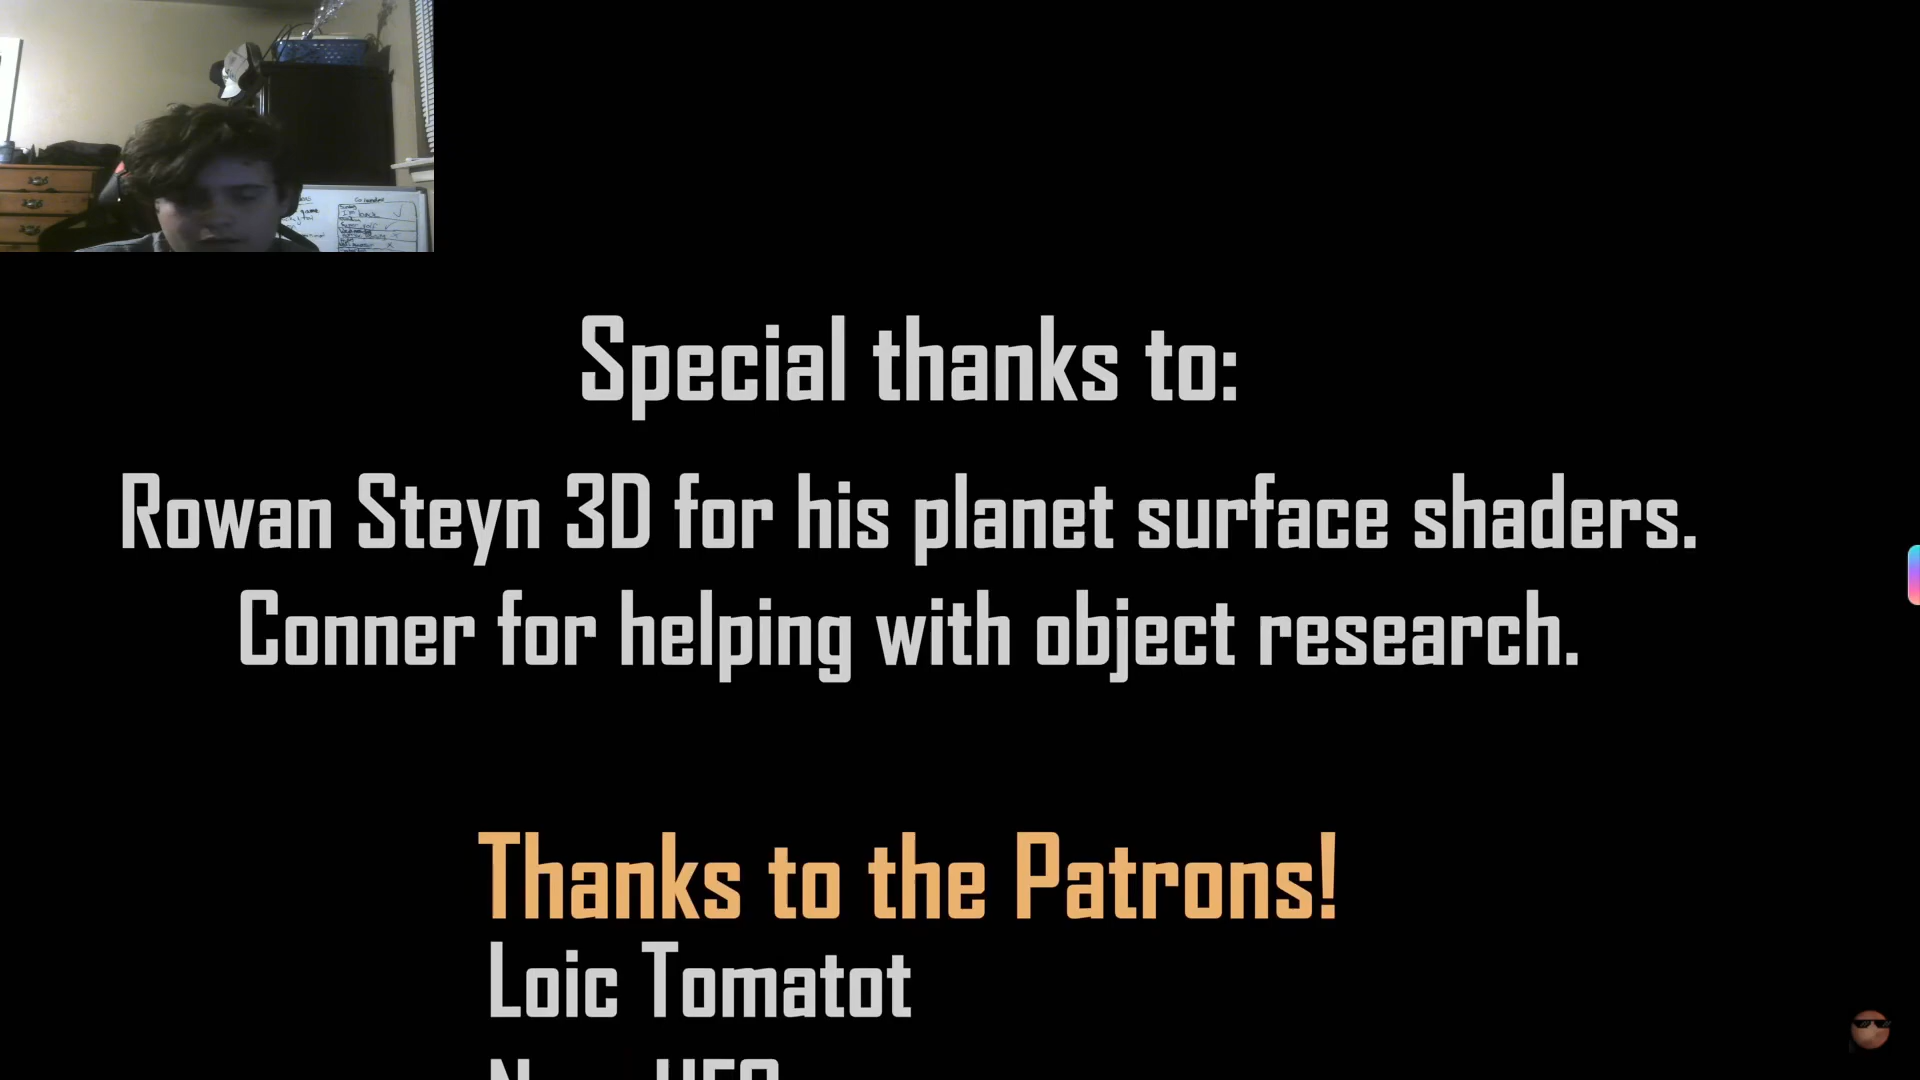 Special thanks to:
Rowan Steyn 3D for his planet surface shaders.
Conner for helping with object research.
Thanks to the Patrons!
Loic Tomatot